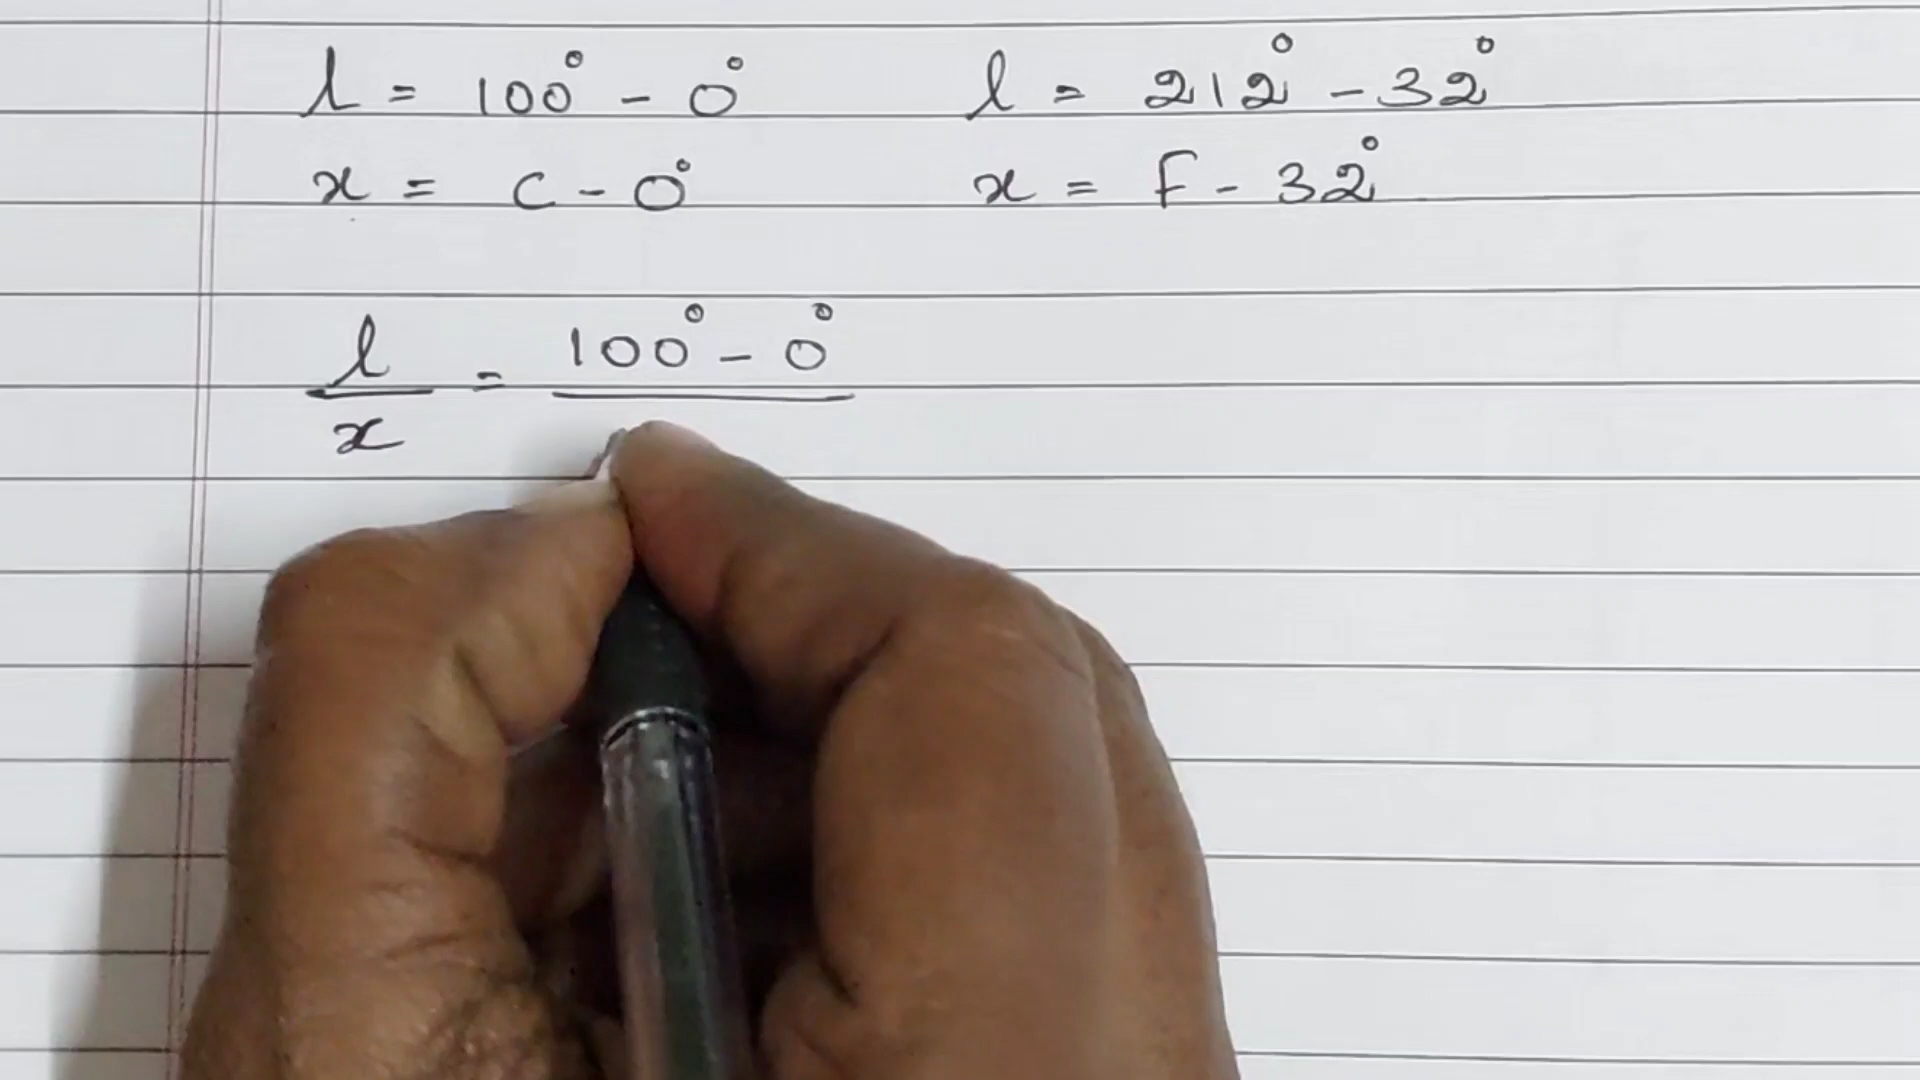 l = 100° - 0° l = 212° - 32°
x = C - 0° x = F - 32°
l/x = 100° - 0°/